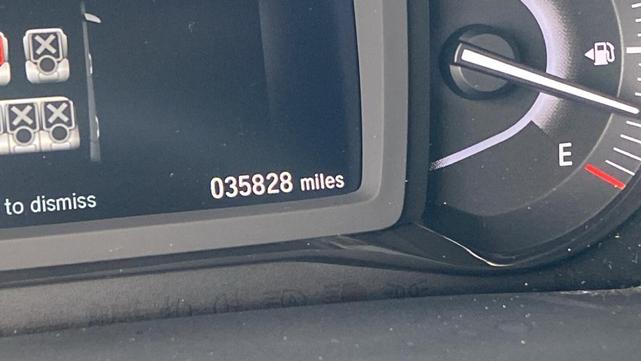 E
035828 miles
to dismiss